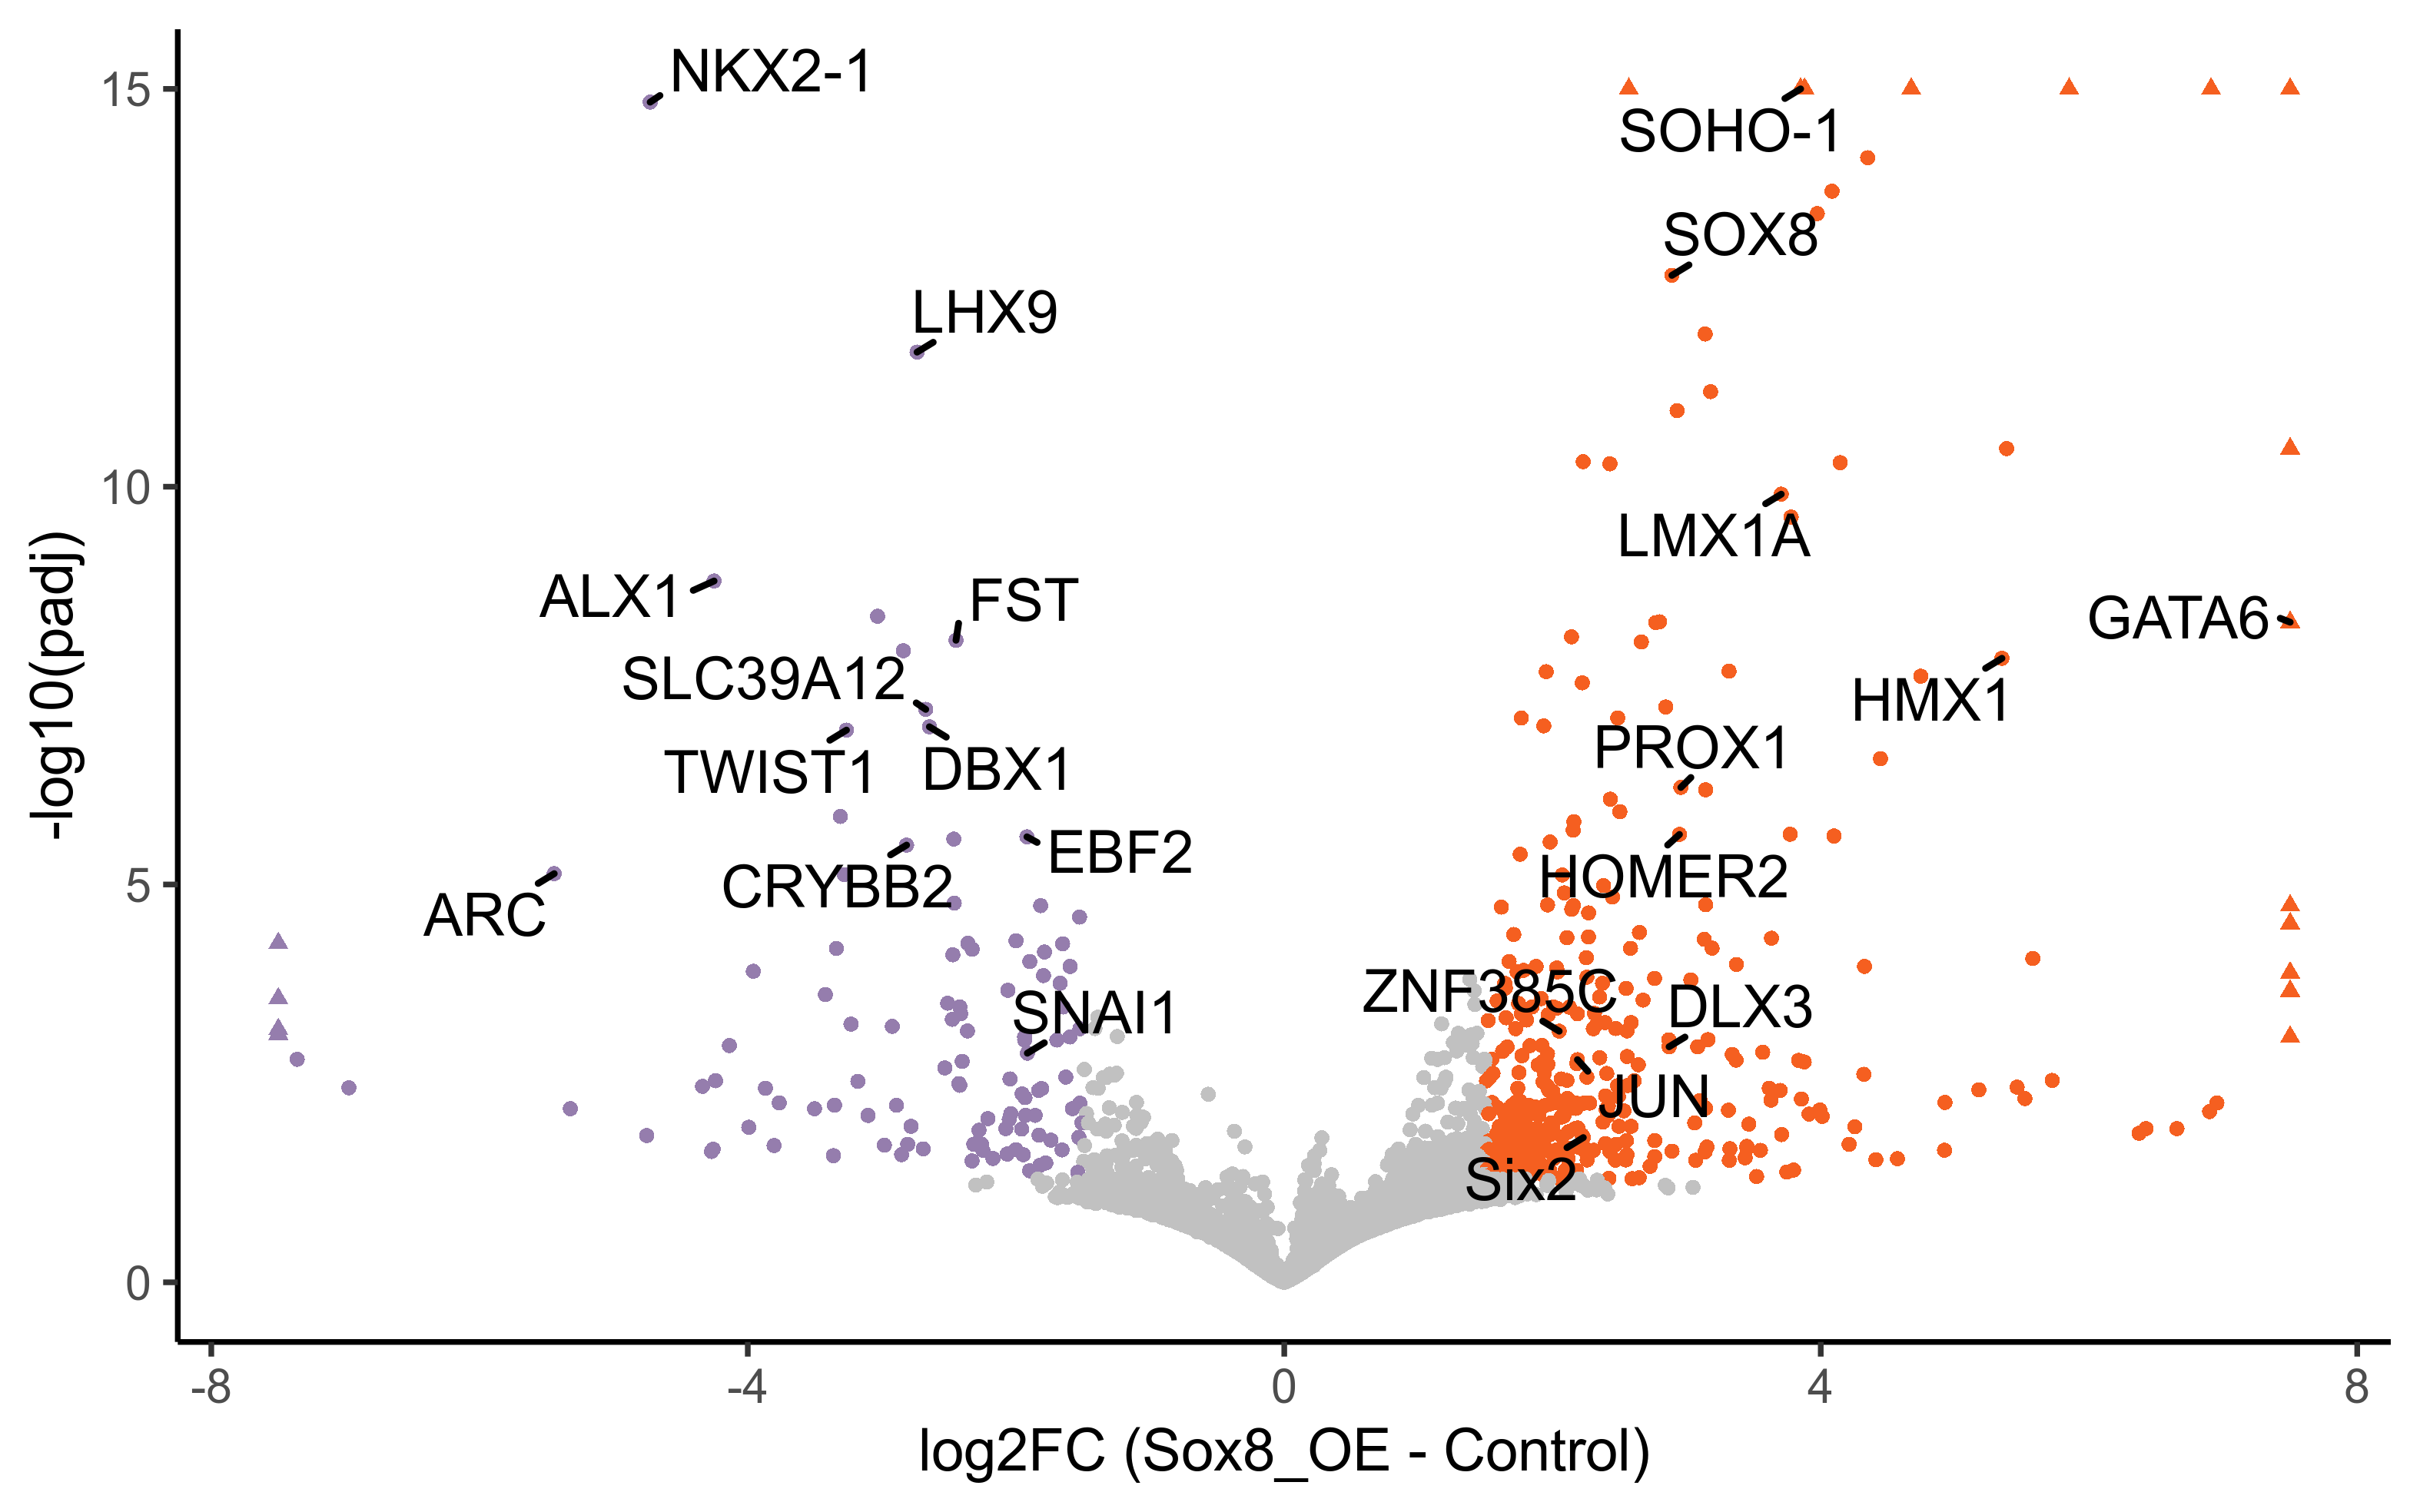 NKX2-1
15
SOHO-1
SOX8
LHX9
10
LMX1A
ALX1
FST
GATA6
SLC39A12
HMX1
PROX1
TWIST1
DBX1
-log10(padj)
EBF2
HOMER2
CRYBB2
5
ARC
ZNF385C
SNAI1
DLX3
JUN
Six2
0
-8 -4 0 4 8
log2FC (Sox8_OE - Control)